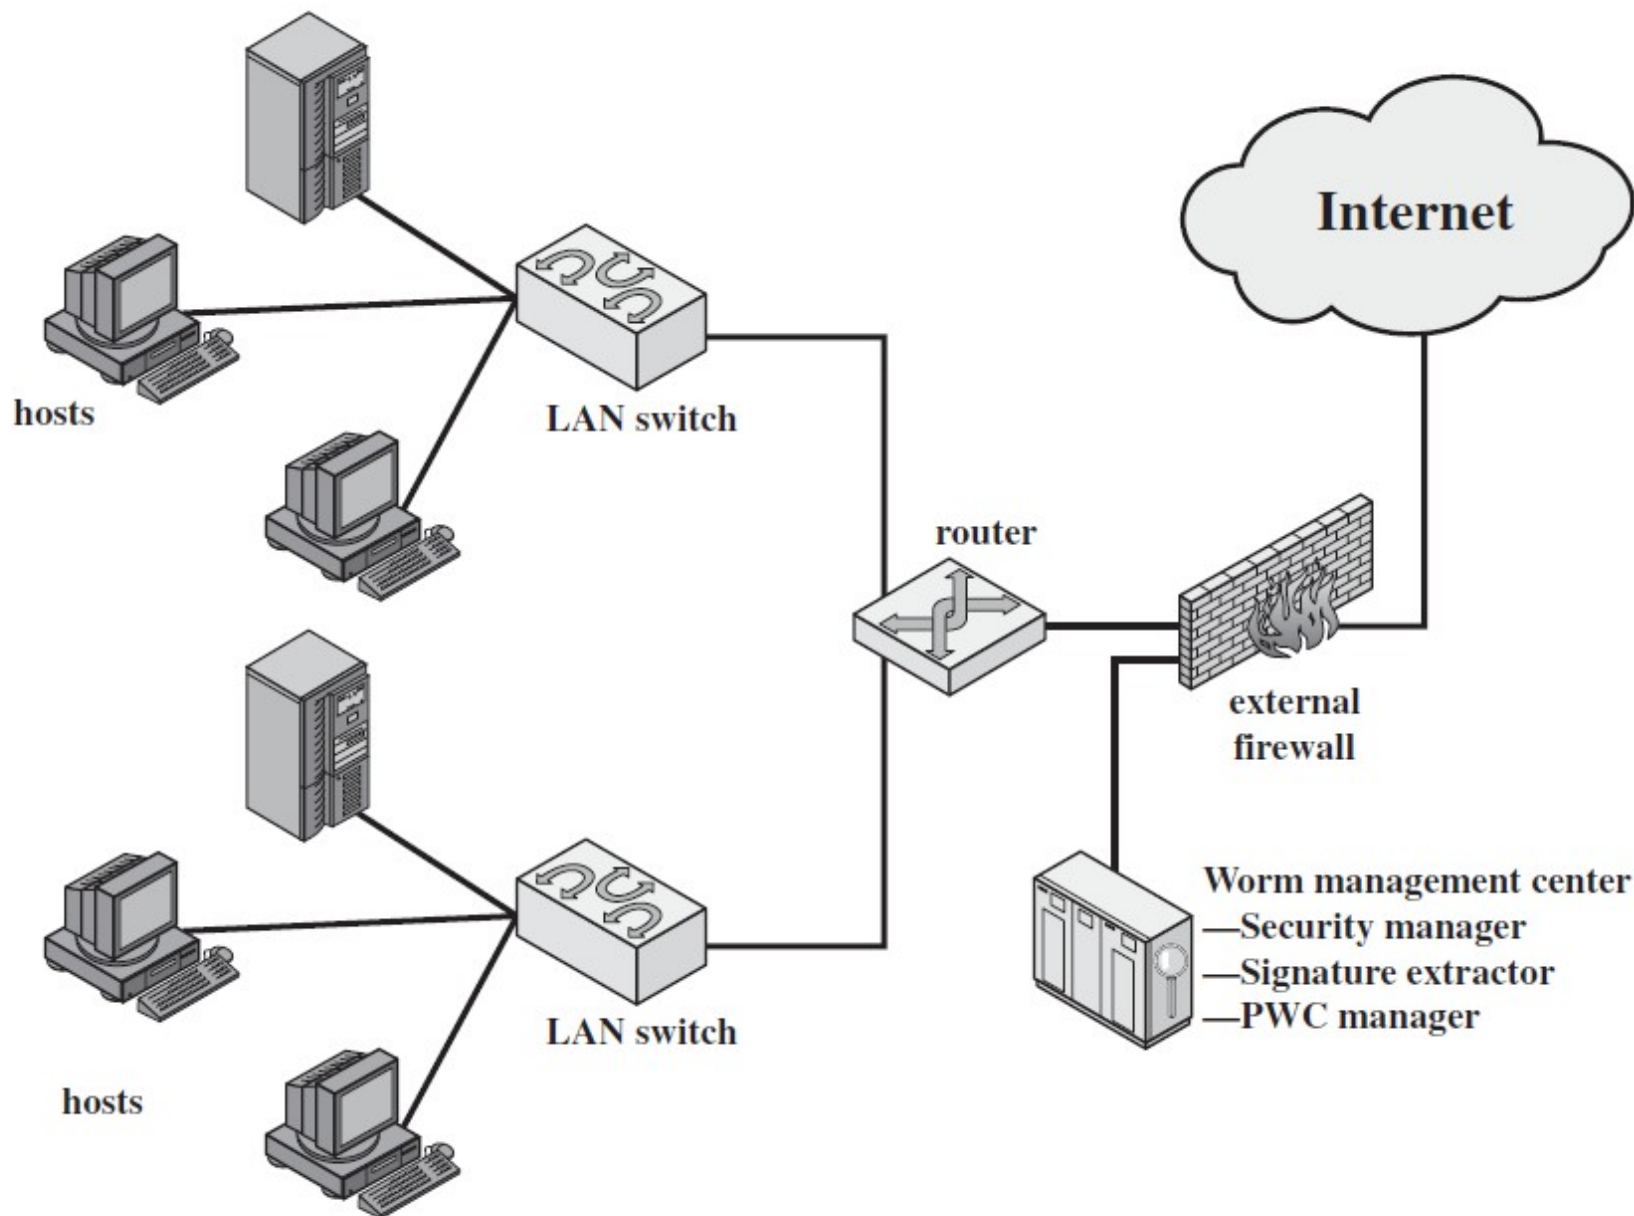 Internet
hosts
LAN switch
router
external
firewall
Worm management center
—Security manager
—Signature extractor
—PWC manager
LAN switch
hosts